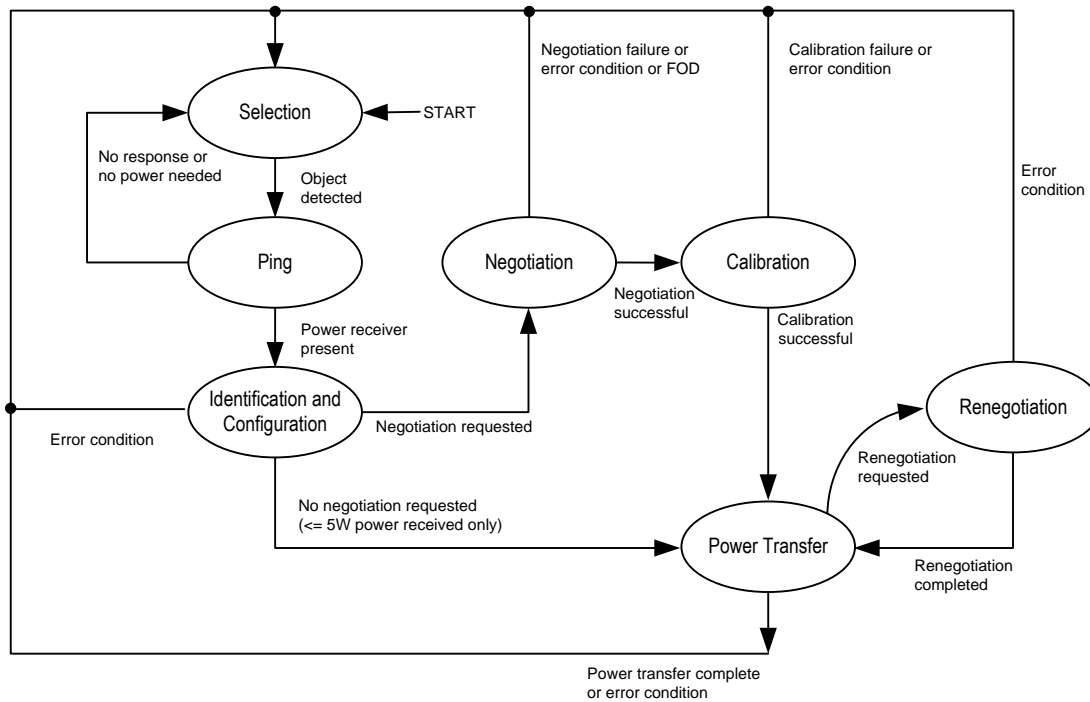 Negotiation failure or
error condition or FOD
Calibration failure or
error condition
Selection
START
No response or
no power needed
Object
detected
Error
condition
Ping
Negotiation
Calibration
Negotiation
successful
Calibration
successful
Power receiver
present
Identification and
Configuration
Renegotiation
Error condition
Negotiation requested
Renegotiation
requested
No negotiation requested
(<= 5W power received only)
Power Transfer
Renegotiation
completed
Power transfer complete
or error condition